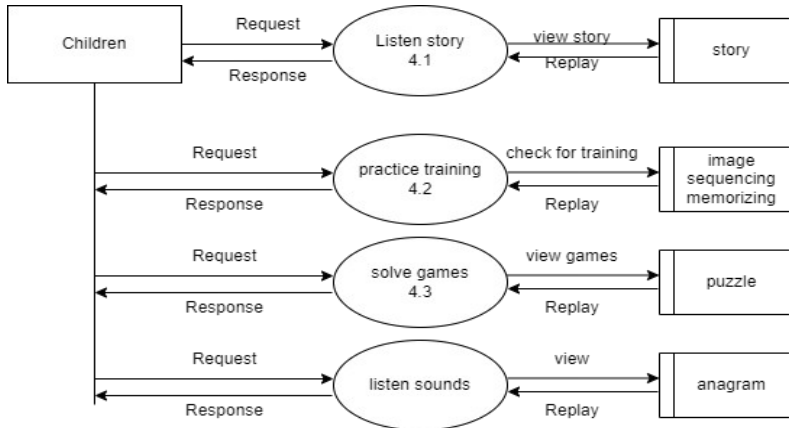 Children
Request
Response
Listen story
4.1
view story
Replay
story
Request
Response
practice training
4.2
check for training
Replay
image
sequencing
memorizing
Request
Response
solve games
4.3
view games
Replay
puzzle
Request
Response
listen sounds
view
Replay
anagram